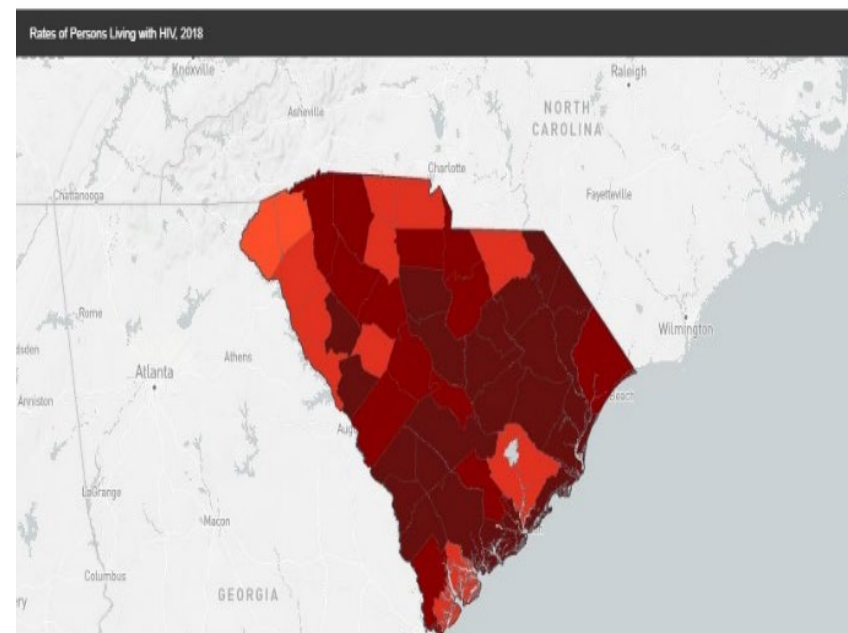 Rates of Persons Living with HIV, 2018
Knoxville
Raleigh
Asheville
NORTH
CAROLINA
Charlotte
Chattanooga
Fayetteville
Rome
Wilmington
Athens
Atlanta
Anniston
Beach
LaGrange
Macon
Columbus
GEORGIA